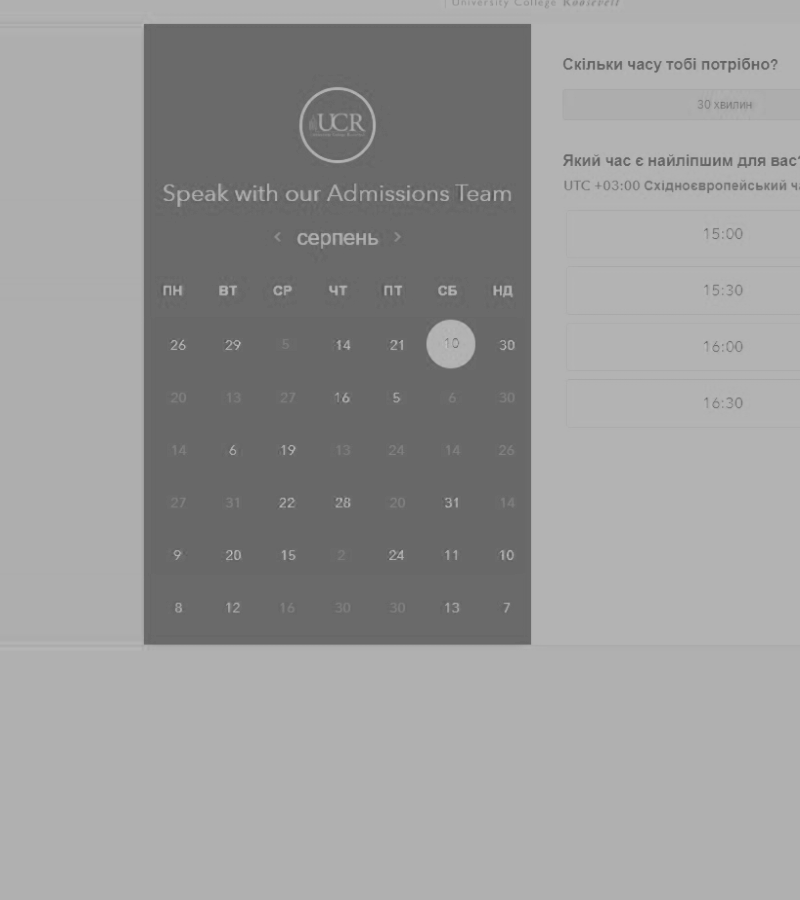 University College Roosevelt
UCR
Speak with our Admissions Team
< серпень >
ПН ВТ СР ЧТ ПТ СБ НД
26 29 5 14 21 10 30
20 13 27 16 5 6 30
14 6 19 13 24 14 26
27 31 22 28 20 31 14
9 20 15 2 24 11 10
8 12 16 30 30 13 7
Скільки часу тобі потрібно?
30 хвилин
Який час є найліпшим для вас?
UTC +03:00 Східноєвропейський ч
15:00
15:30
16:00
16:30